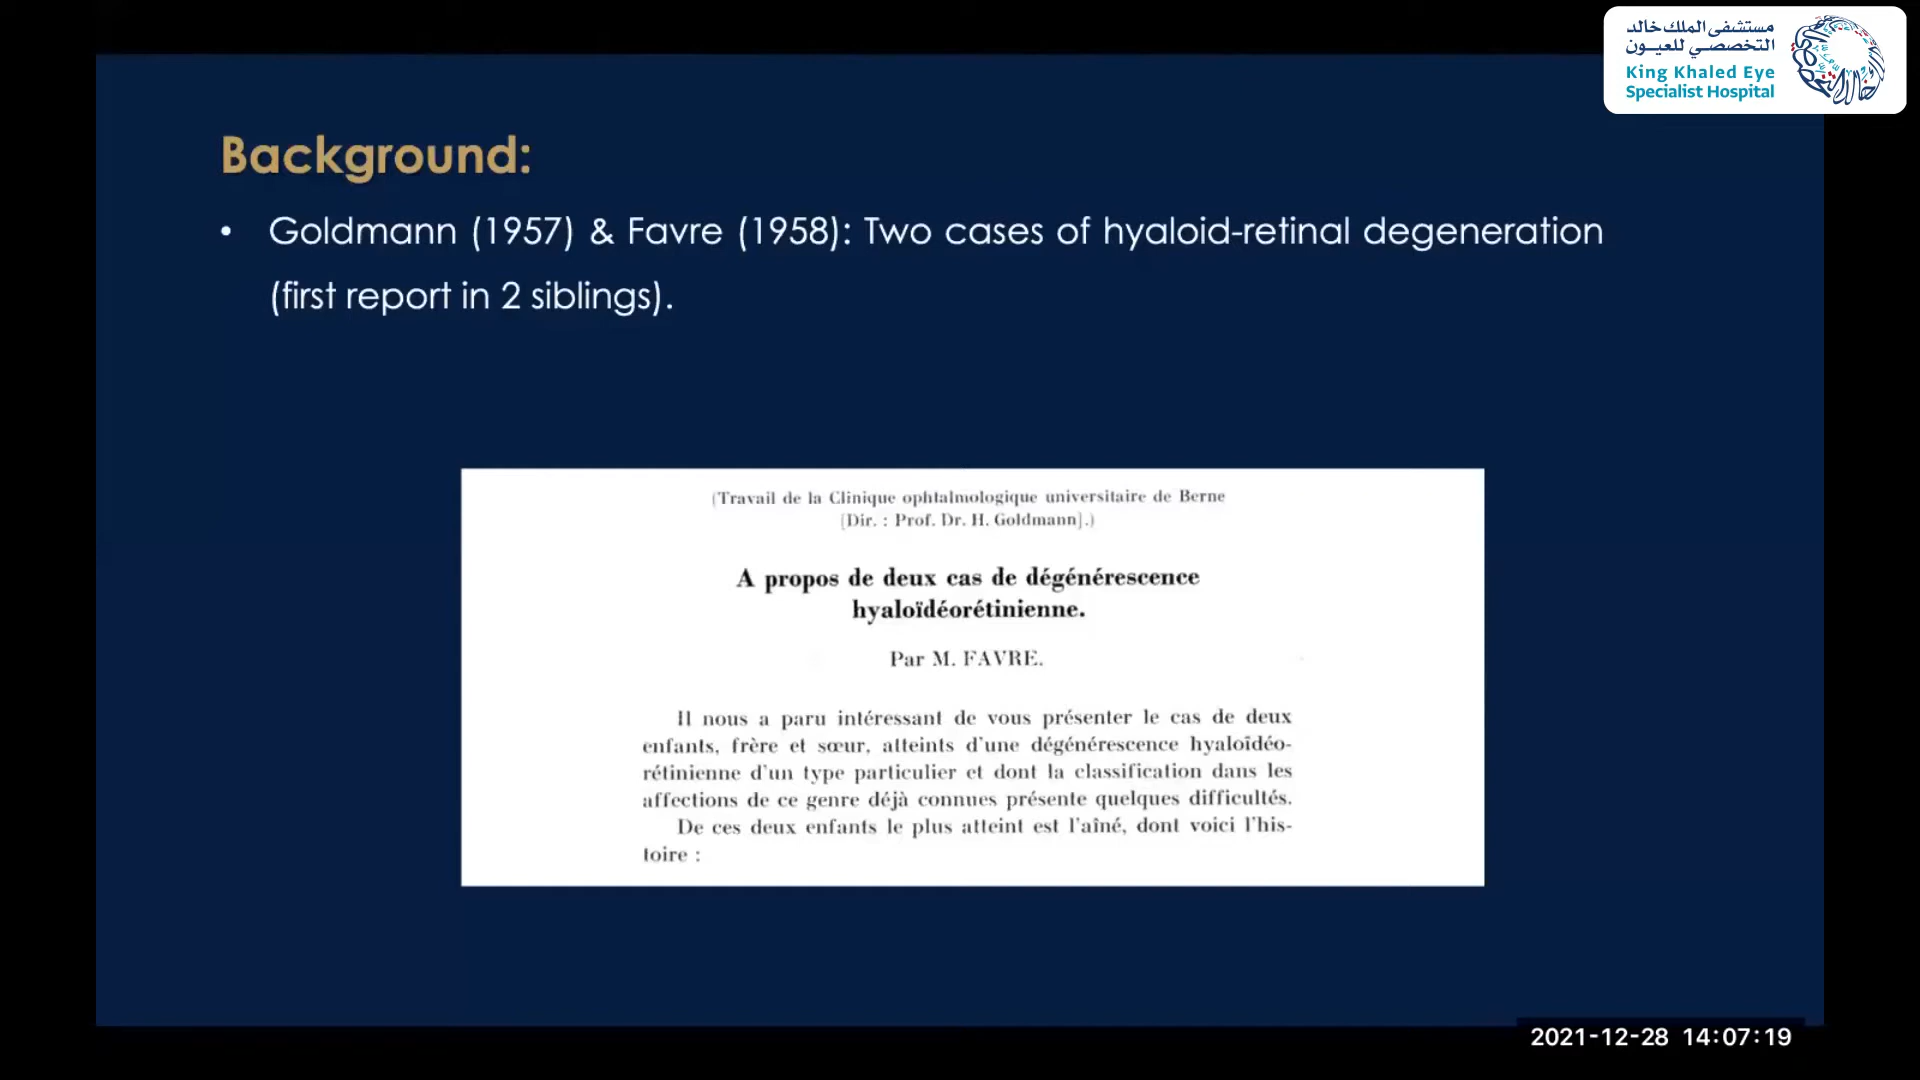 مستشفى الملك خالد
التخصصي للعيون
King Khaled Eye
Specialist Hospital
Background:
• Goldmann (1957) & Favre (1958): Two cases of hyaloid-retinal degeneration
(first report in 2 siblings).
(Travail de la Clinique ophtalmologique universitaire de Berne
[Dir. : Prof. Dr. H. Goldmann].)
A propos de deux cas de dégénérescence
hyaloïdéorétinienne.
Par M. FAVRE.
Il nous a paru intéressant de vous présenter le cas de deux
enfants, frère et sœur, atteints d'une dégénérescence hyaloïdéo-
rétinienne d'un type particulier et dont la classification dans les
affections de ce genre déjà connues présente quelques difficultés.
De ces deux enfants le plus atteint est l'aîné, dont voici l'his-
toire :
2021-12-28 14:07:19